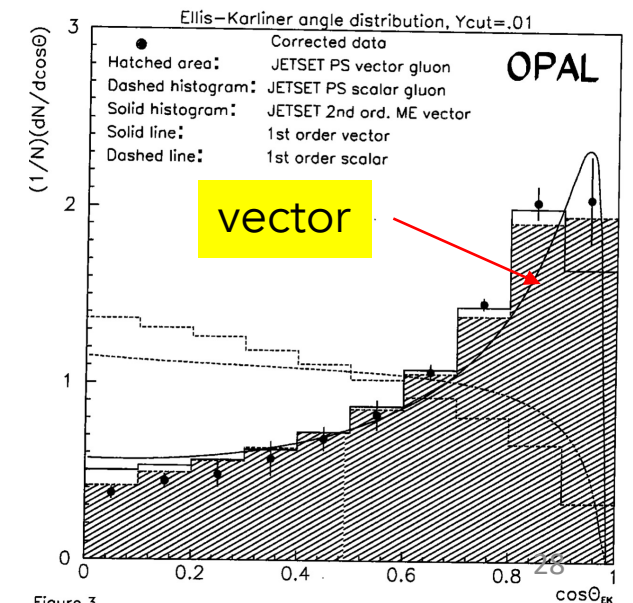 Ellis-Karliner angle distribution, Ycut=.01
3
● Corrected data
Hatched area: JETSET PS vector gluon
Dashed histogram: JETSET PS scalar gluon
Solid histogram: JETSET 2nd ord. ME vector
Solid line: 1st order vector
Dashed line: 1st order scalar
OPAL
(1/N)(dN/dcosΘ)
vector
2
1
0
0 0.2 0.4 0.6 0.8 1
28
cosΘEK
Figure 3